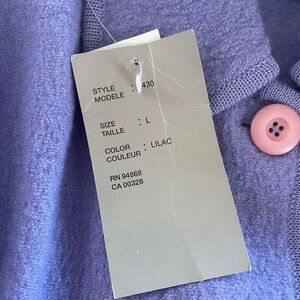 STYLE : 430
MODELE
SIZE : L
TAILLE
COLOR : LILAC
COULEUR
RN 94868
CA 00328